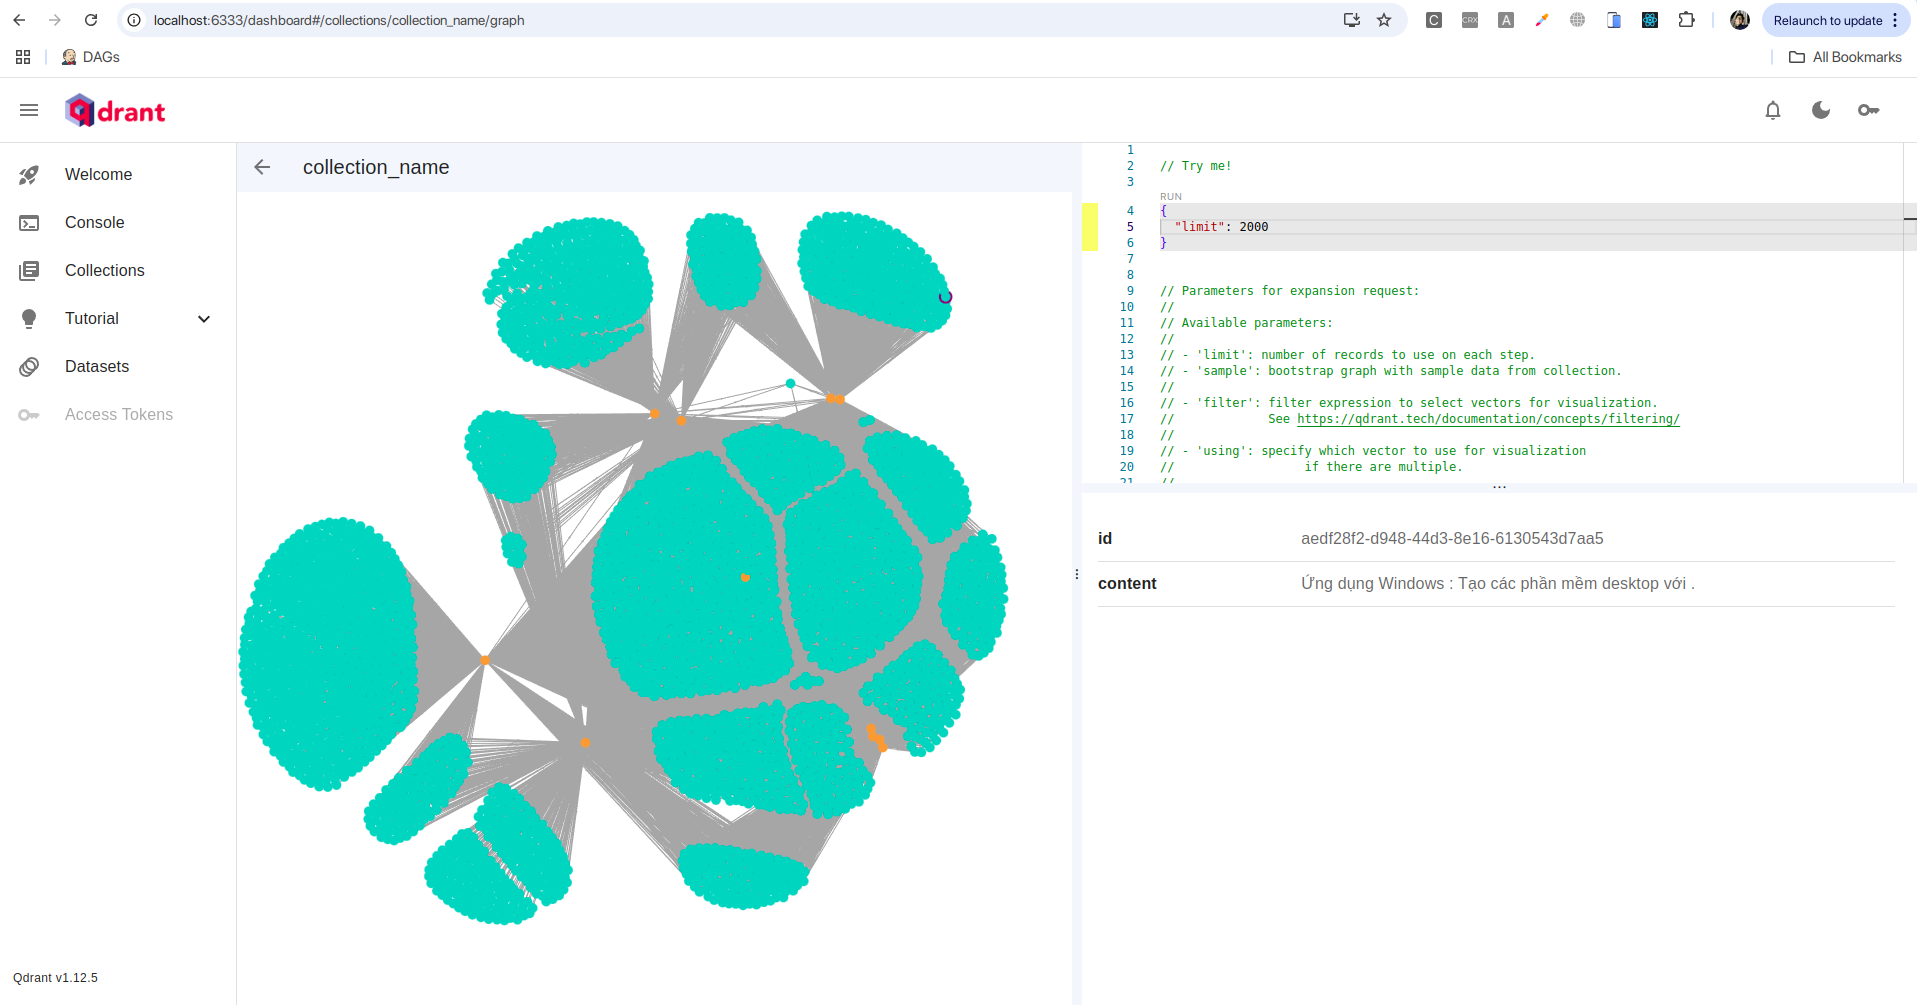 localhost:6333/dashboard#/collections/collection_name/graph
C
CRX
A
Relaunch to update
DAGs
All Bookmarks
qdrant
Welcome
Console
Collections
Tutorial
Datasets
Access Tokens
Qdrant v1.12.5
collection_name
1
2 // Try me!
3
RUN
4 {
5 "limit": 2000
6 }
7
8
9 // Parameters for expansion request:
10 //
11 // Available parameters:
12 //
13 // - 'limit': number of records to use on each step.
14 // - 'sample': bootstrap graph with sample data from collection.
15 //
16 // - 'filter': filter expression to select vectors for visualization.
17 // See https://qdrant.tech/documentation/concepts/filtering/
18 //
19 // - 'using': specify which vector to use for visualization
20 // if there are multiple.
21 //
id aedf28f2-d948-44d3-8e16-6130543d7aa5
content Ứng dụng Windows : Tạo các phần mềm desktop với .